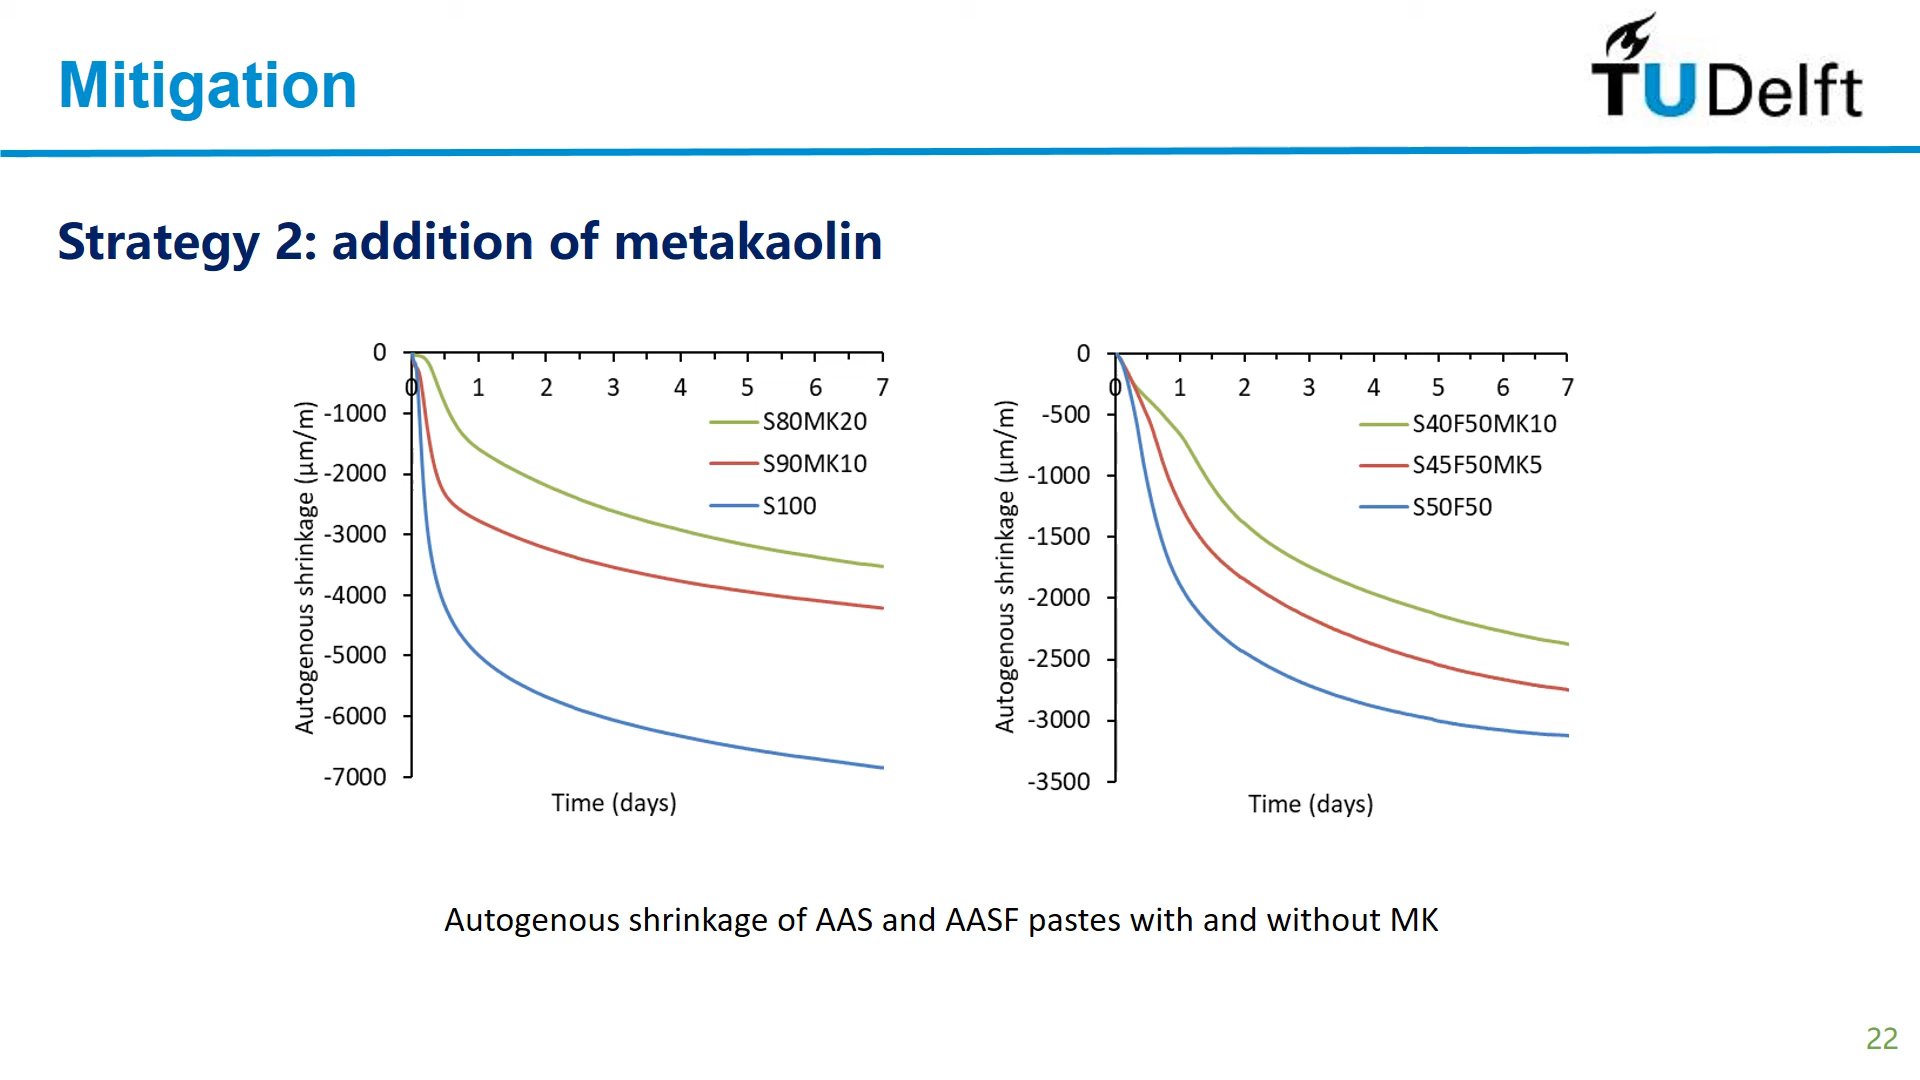 Mitigation
TU Delft
Strategy 2: addition of metakaolin
Autogenous shrinkage (μm/m)
0
-1000
-2000
-3000
-4000
-5000
-6000
-7000
0 1 2 3 4 5 6 7
S80MK20
S90MK10
S100
Time (days)
Autogenous shrinkage (μm/m)
0
-500
-1000
-1500
-2000
-2500
-3000
-3500
0 1 2 3 4 5 6 7
S40F50MK10
S45F50MK5
S50F50
Time (days)
Autogenous shrinkage of AAS and AASF pastes with and without MK
22